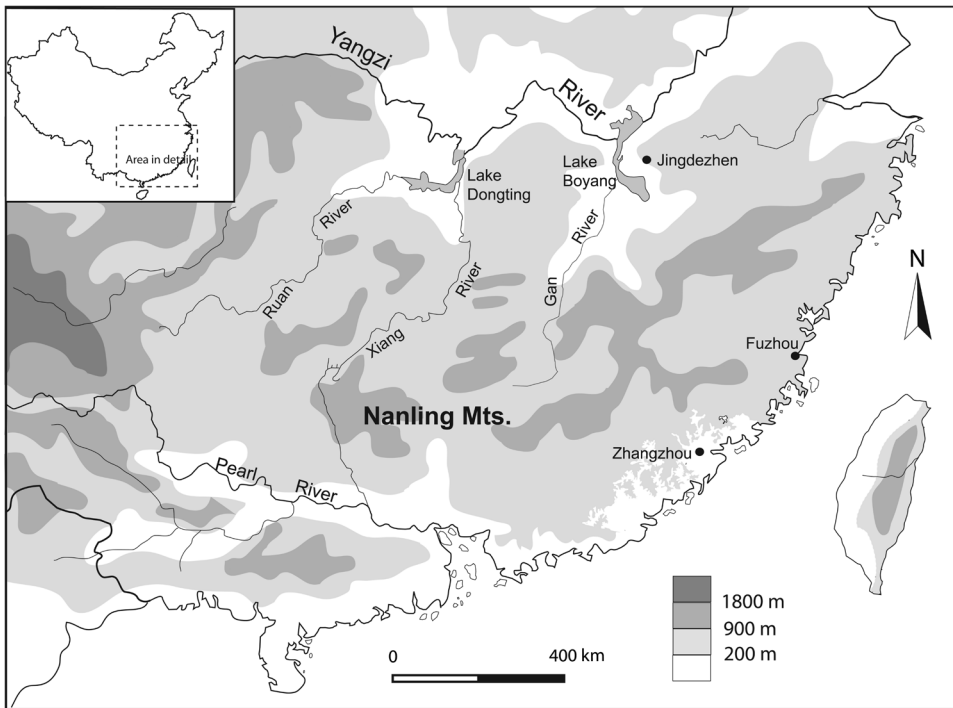 Area in detail
Yangzi
River
Lake
Dongting
Lake
Boyang
Jingdezhen
River
Ruan
River
Xiang
River
Gan
N
Fuzhou
Nanling Mts.
Zhangzhou
Pearl
River
1800 m
900 m
200 m
0
400 km